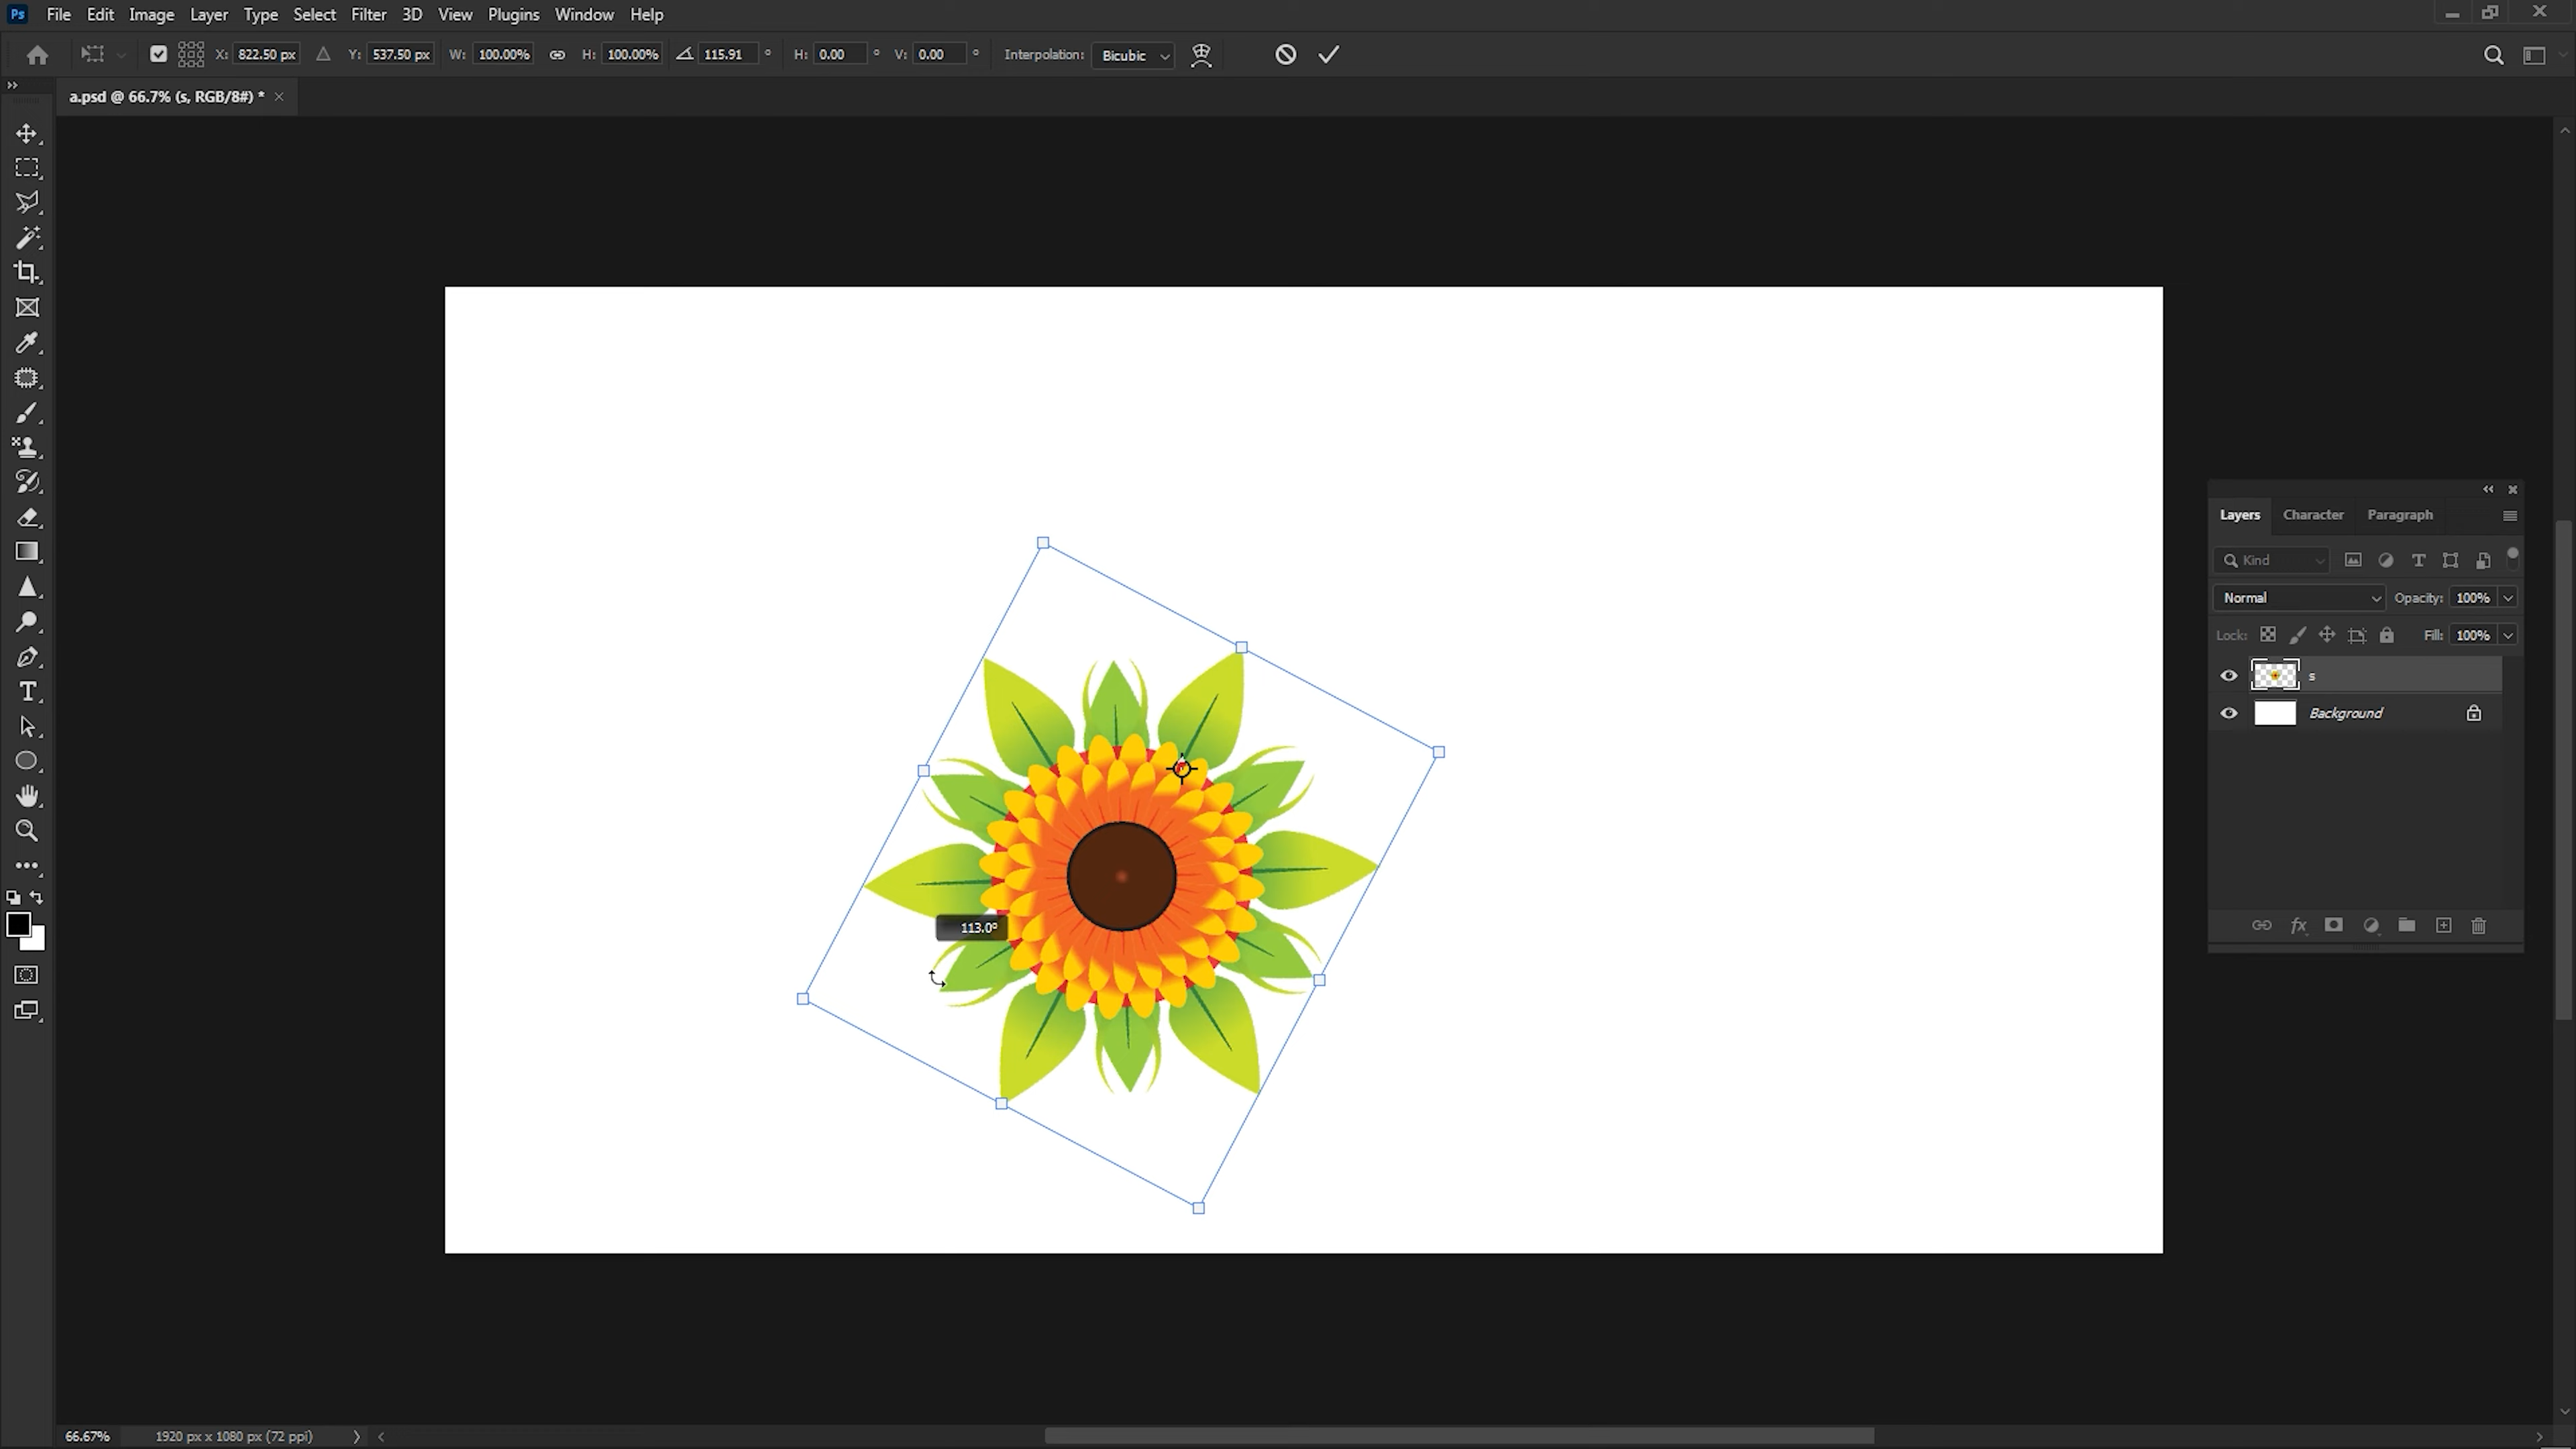 Ps File Edit Image Layer Type Select Filter 3D View Plugins Window Help
X: 822.50 px Y: 537.50 px W: 100.00% H: 100.00% 115.91 ° H: 0.00 ° V: 0.00 ° Interpolation: Bicubic
a.psd @ 66.7% (s, RGB/8#) *
Layers Character Paragraph
Kind
Normal Opacity: 100%
Lock: Fill: 100%
s
Background
113.0°
66.67% 1920 px x 1080 px (72 ppi)